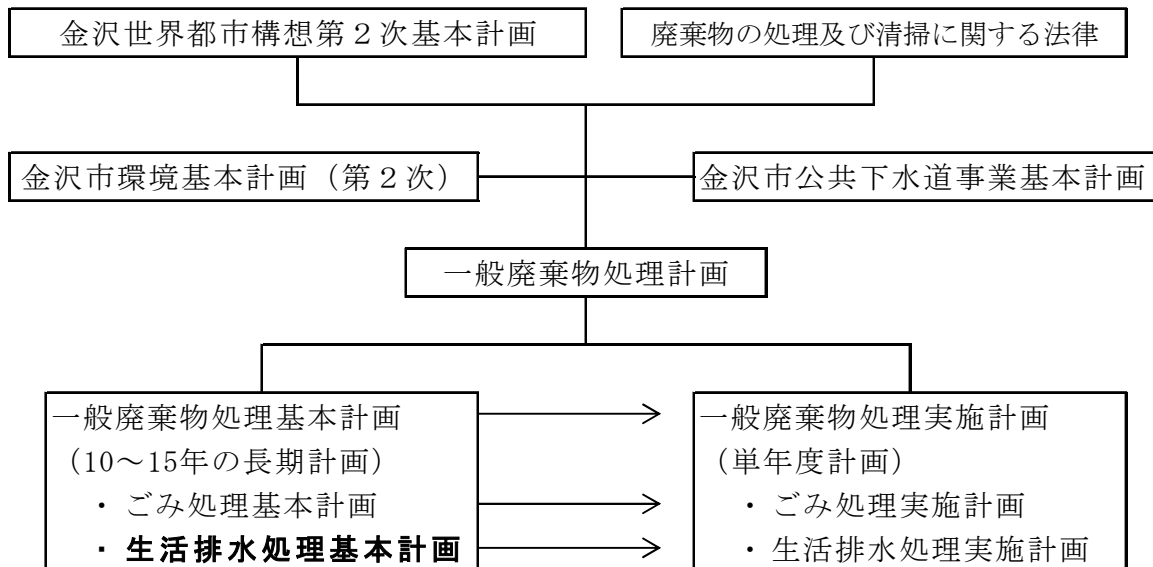 金沢世界都市構想第２次基本計画
廃棄物の処理及び清掃に関する法律
金沢市環境基本計画（第２次）
金沢市公共下水道事業基本計画
一般廃棄物処理計画
一般廃棄物処理基本計画
（10～15年の長期計画）
・ ごみ処理基本計画
・ 生活排水処理基本計画
一般廃棄物処理実施計画
（単年度計画）
・ ごみ処理実施計画
・ 生活排水処理実施計画